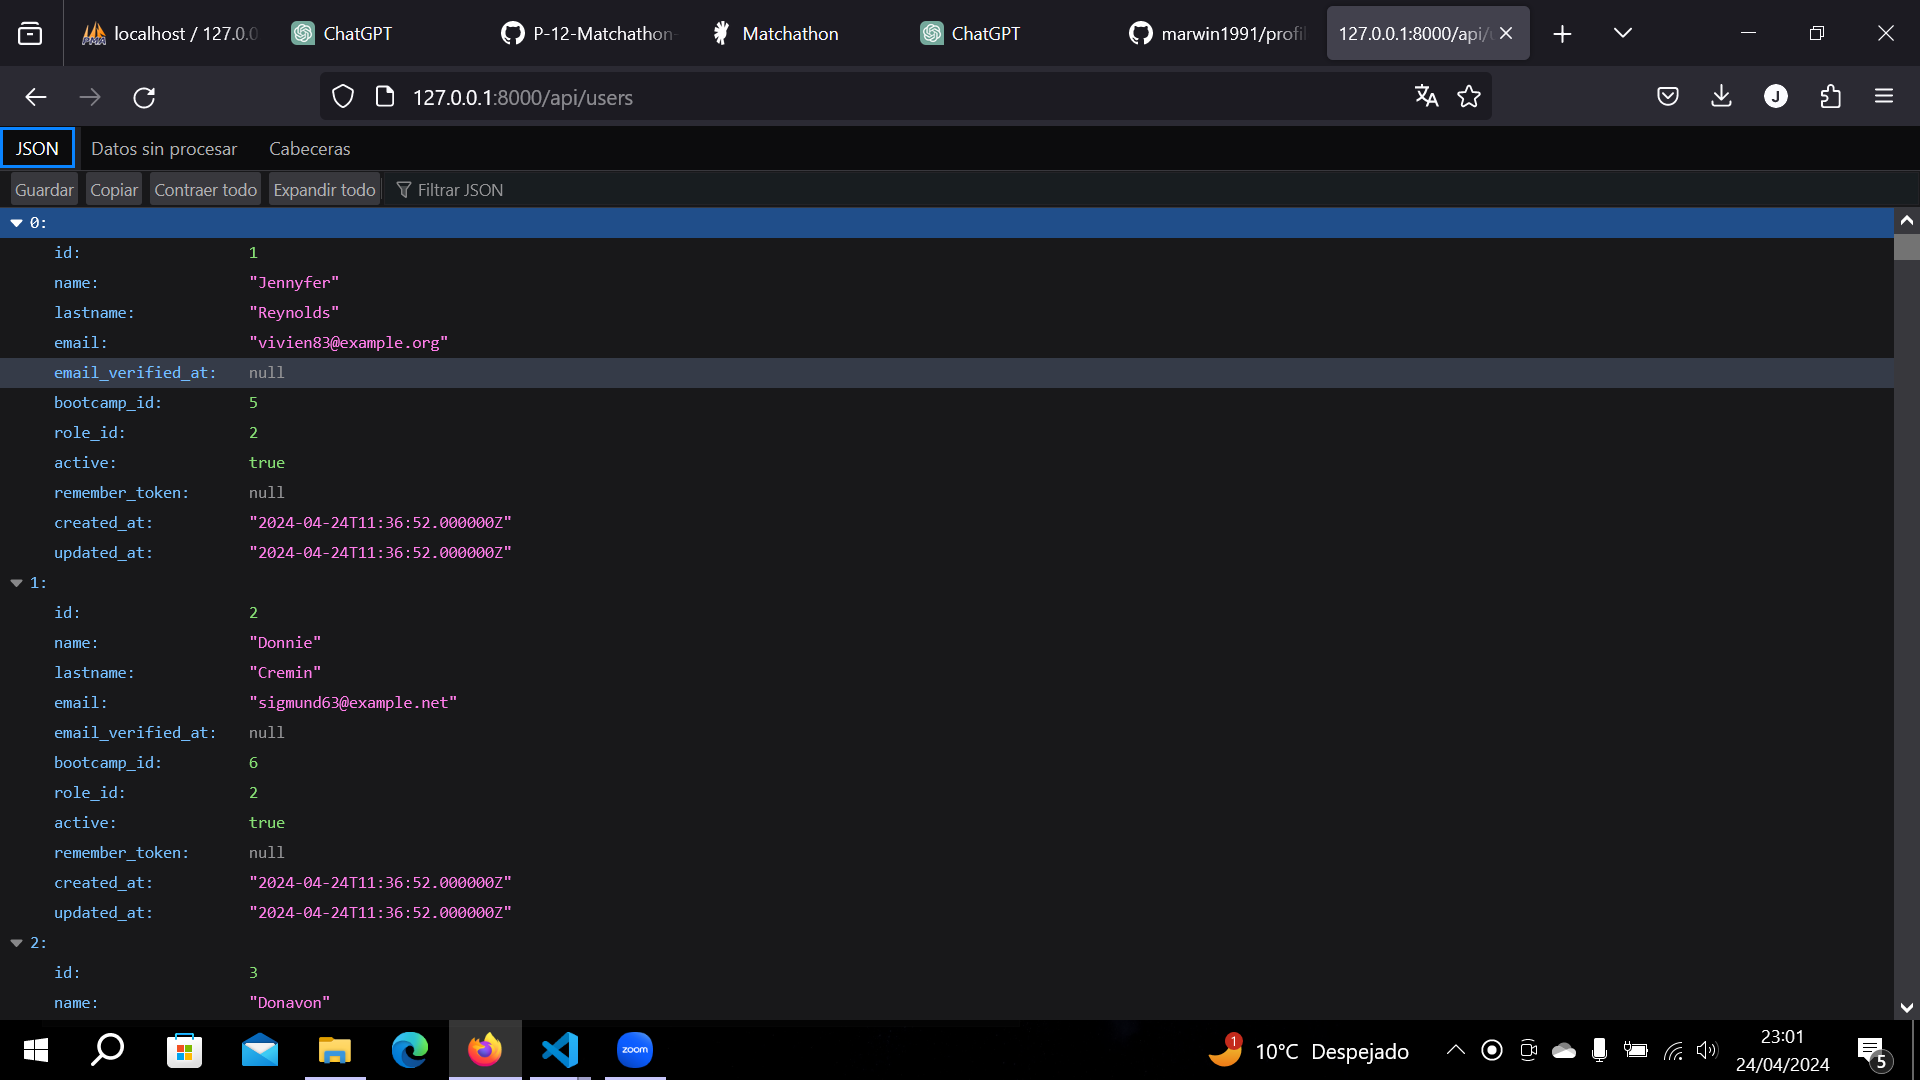 localhost / 127.0.0
ChatGPT
P-12-Matchathon-
Matchathon
ChatGPT
marwin1991/profil
127.0.0.1:8000/api/u
127.0.0.1:8000/api/users
J
JSON
Datos sin procesar
Cabeceras
Guardar
Copiar
Contraer todo
Expandir todo
Filtrar JSON
0:
id: 1
name: "Jennyfer"
lastname: "Reynolds"
email: "vivien83@example.org"
email_verified_at: null
bootcamp_id: 5
role_id: 2
active: true
remember_token: null
created_at: "2024-04-24T11:36:52.000000Z"
updated_at: "2024-04-24T11:36:52.000000Z"
1:
id: 2
name: "Donnie"
lastname: "Cremin"
email: "sigmund63@example.net"
email_verified_at: null
bootcamp_id: 6
role_id: 2
active: true
remember_token: null
created_at: "2024-04-24T11:36:52.000000Z"
updated_at: "2024-04-24T11:36:52.000000Z"
2:
id: 3
name: "Donavon"
zoom
1
10°C Despejado
23:01
24/04/2024
5